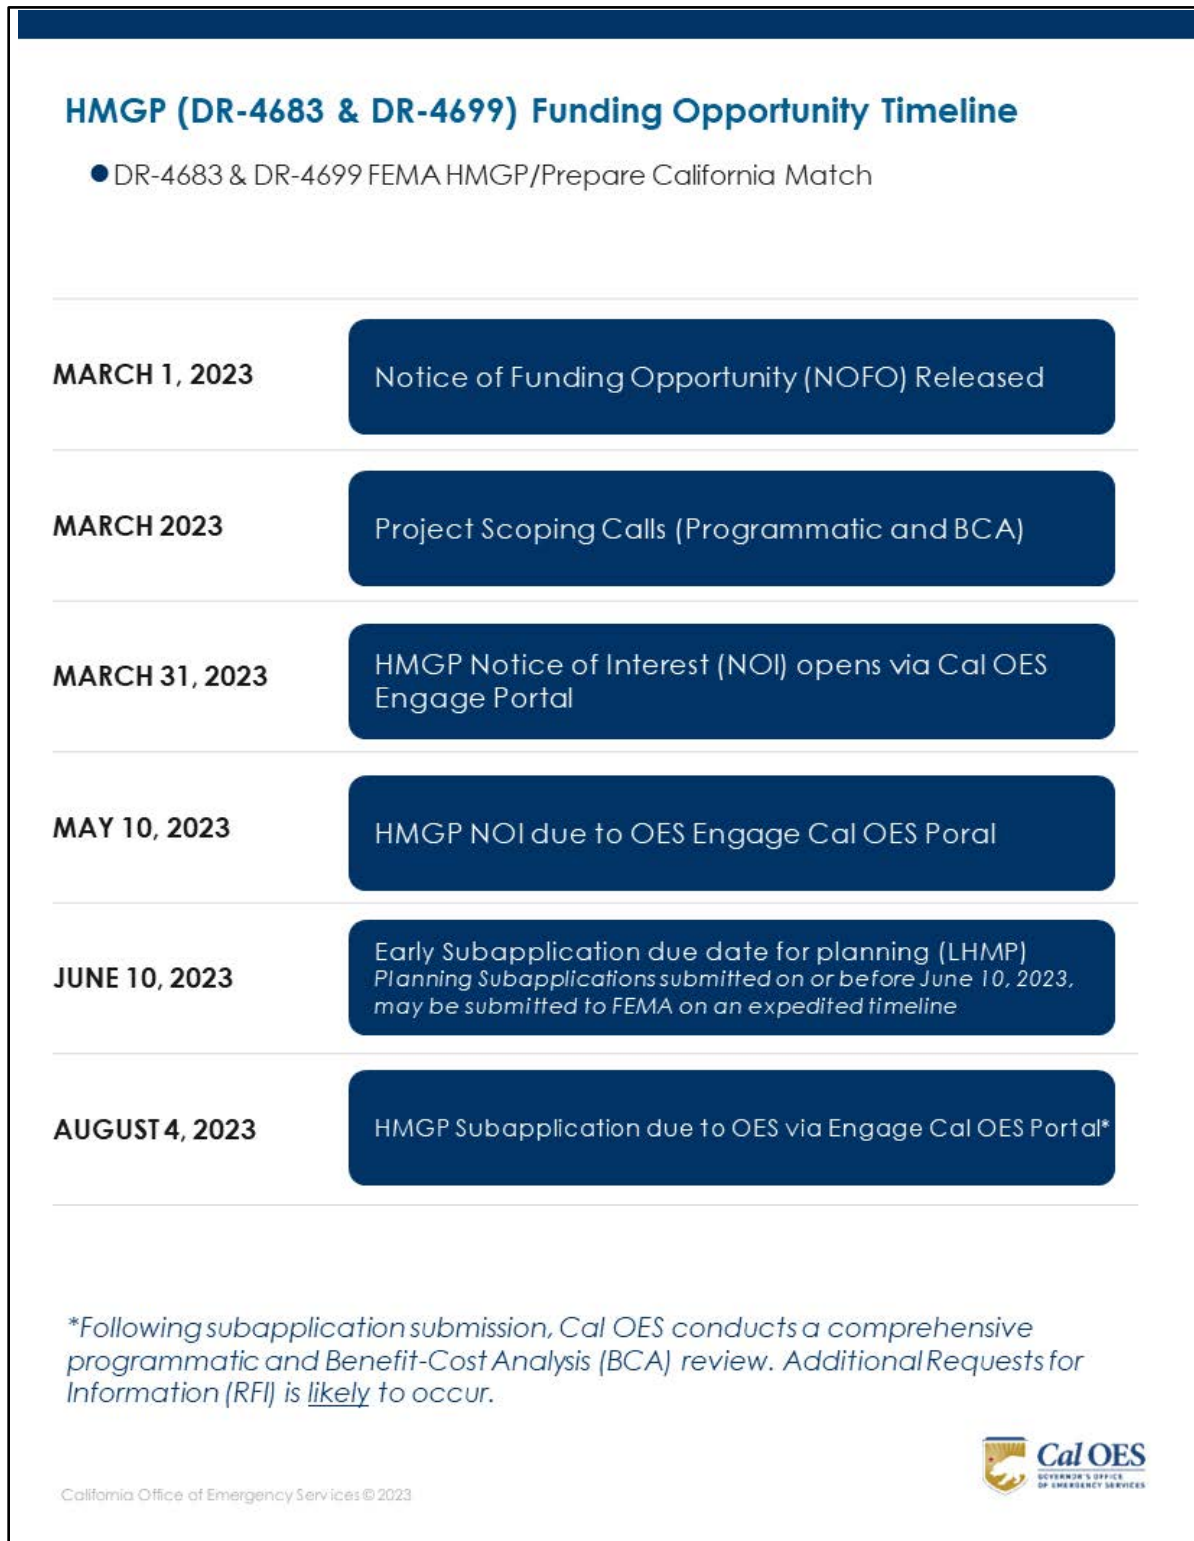 HMGP (DR-4683 & DR-4699) Funding Opportunity Timeline
● DR-4683 & DR-4699 FEMA HMGP/Prepare California Match
MARCH 1, 2023
Notice of Funding Opportunity (NOFO) Released
MARCH 2023
Project Scoping Calls (Programmatic and BCA)
MARCH 31, 2023
HMGP Notice of Interest (NOI) opens via Cal OES
Engage Portal
MAY 10, 2023
HMGP NOI due to OES Engage Cal OES Poral
JUNE 10, 2023
Early Subapplication due date for planning (LHMP)
Planning Subapplications submitted on or before June 10, 2023,
may be submitted to FEMA on an expedited timeline
AUGUST 4, 2023
HMGP Subapplication due to OES via Engage Cal OES Portal*
*Following subapplication submission, Cal OES conducts a comprehensive
programmatic and Benefit-Cost Analysis (BCA) review. Additional Requests for
Information (RFI) is likely to occur.
Cal OES
GOVERNOR'S OFFICE
OF EMERGENCY SERVICES
California Office of Emergency Services © 2023